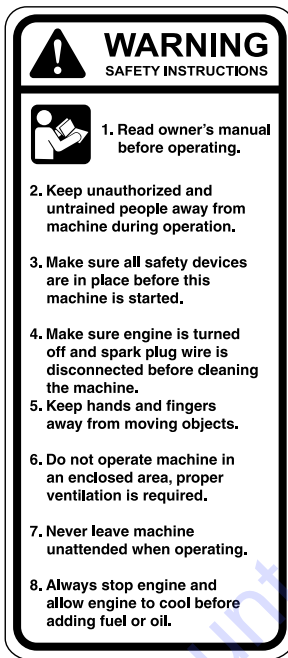 WARNING
SAFETY INSTRUCTIONS
1. Read owner's manual
before operating.
2. Keep unauthorized and
untrained people away from
machine during operation.
3. Make sure all safety devices
are in place before this
machine is started.
4. Make sure engine is turned
off and spark plug wire is
disconnected before cleaning
the machine.
5. Keep hands and fingers
away from moving objects.
6. Do not operate machine in
an enclosed area, proper
ventilation is required.
7. Never leave machine
unattended when operating.
8. Always stop engine and
allow engine to cool before
adding fuel or oil.